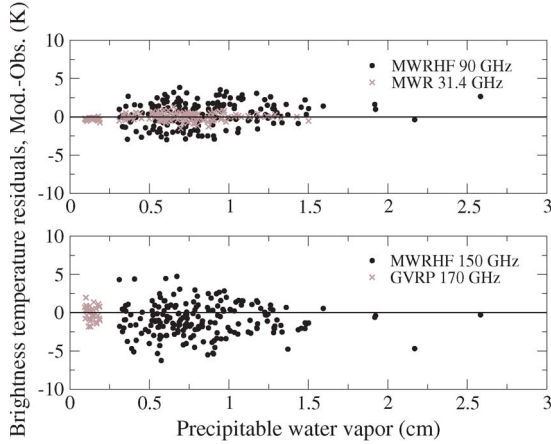 Brightness temperature residuals, Mod.-Obs. (K)
10
5
0
-5
-10
MWRHF 90 GHz
MWR 31.4 GHz
0 0.5 1 1.5 2 2.5 3
10
5
0
-5
-10
MWRHF 150 GHz
GVRP 170 GHz
0 0.5 1 1.5 2 2.5 3
Precipitable water vapor (cm)